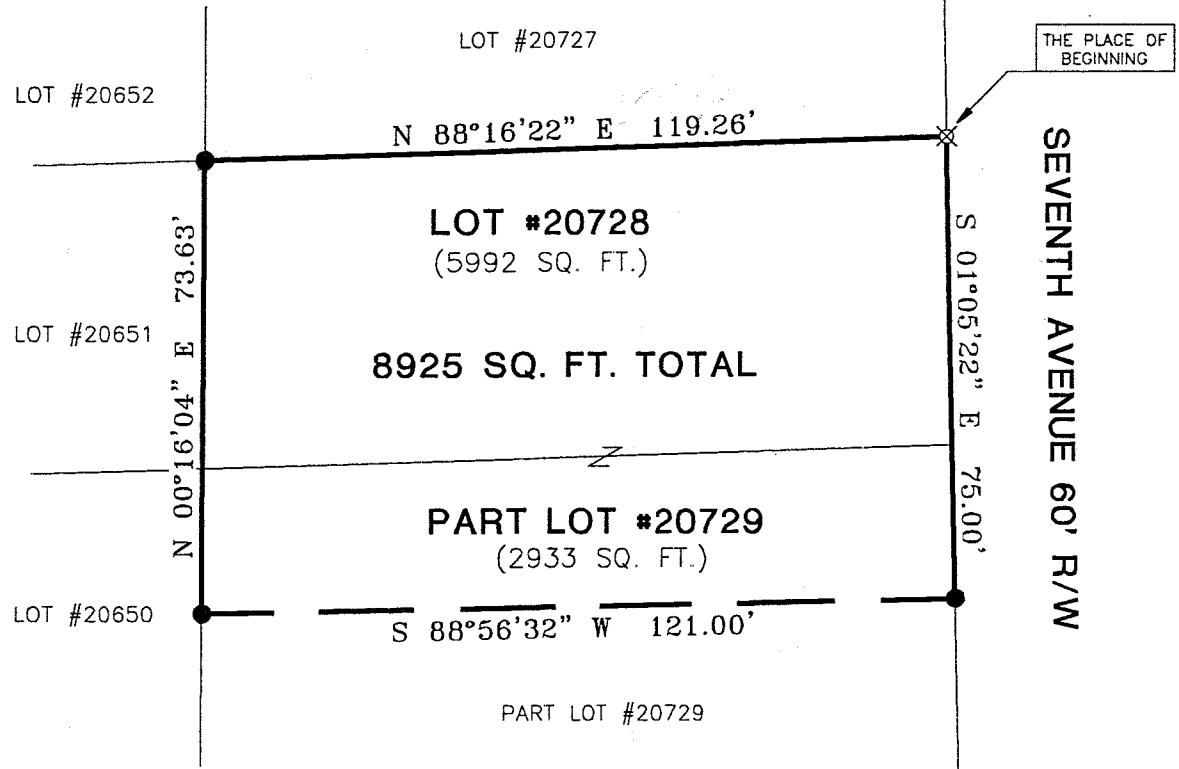 LOT #20727
THE PLACE OF
BEGINNING
LOT #20652
N 88°16'22" E 119.26'
LOT #20728
(5992 SQ. FT.)
S 01°05'22" E 75.00'
SEVENTH AVENUE 60' R/W
N 00°16'04" E 73.63'
LOT #20651
8925 SQ. FT. TOTAL
PART LOT #20729
(2933 SQ. FT.)
LOT #20650
S 88°56'32" W 121.00'
PART LOT #20729